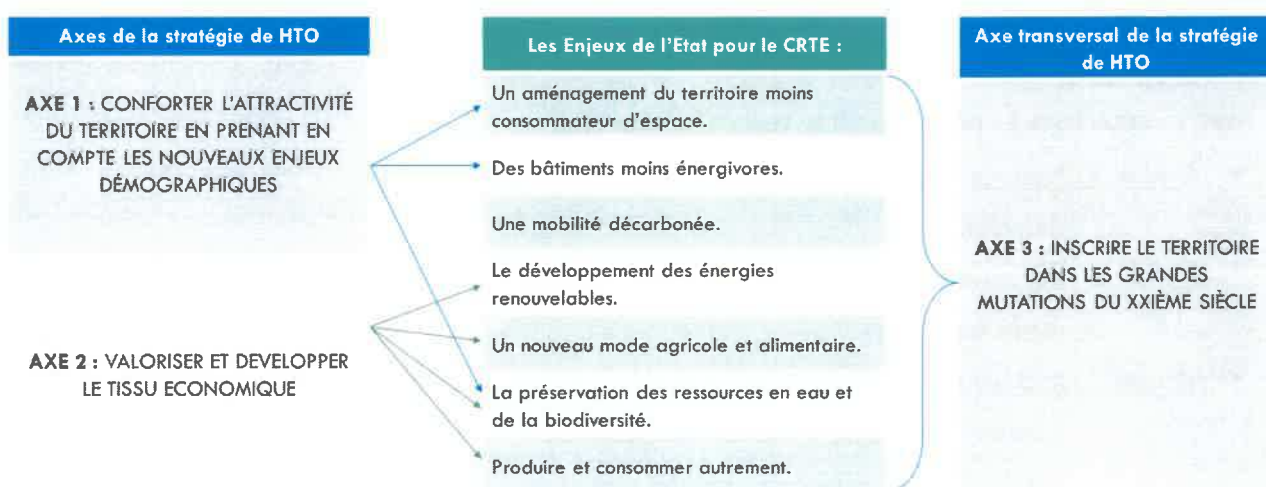 Axes de la stratégie de HTO
AXE 1 : CONFORTER L'ATTRACTIVITÉ
DU TERRITOIRE EN PRENANT EN
COMPTE LES NOUVEAUX ENJEUX
DÉMOGRAPHIQUES
AXE 2 : VALORISER ET DEVELOPPER
LE TISSU ECONOMIQUE
Les Enjeux de l'Etat pour le CRTE :
Un aménagement du territoire moins
consommateur d'espace.
Des bâtiments moins énergivores.
Une mobilité décarbonée.
Le développement des énergies
renouvelables.
Un nouveau mode agricole et alimentaire.
La préservation des ressources en eau et
de la biodiversité.
Produire et consommer autrement.
Axe transversal de la stratégie
de HTO
AXE 3 : INSCRIRE LE TERRITOIRE
DANS LES GRANDES
MUTATIONS DU XXIÈME SIÈCLE